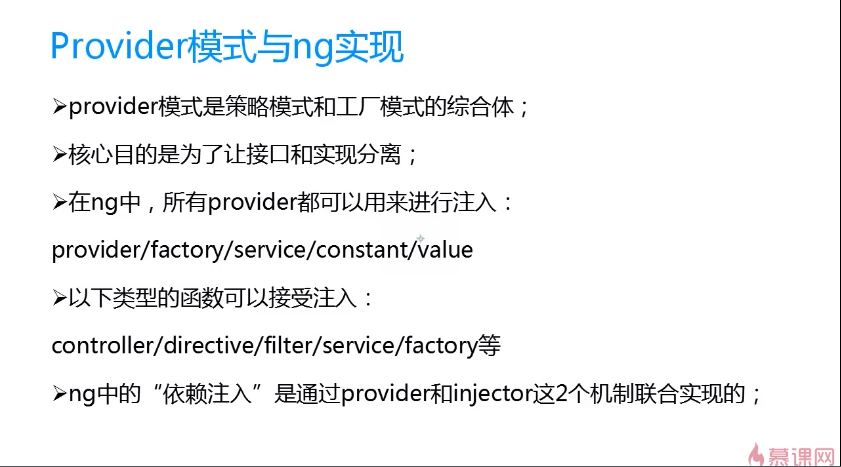 Provider模式与ng实现
➢provider模式是策略模式和工厂模式的综合体；
➢核心目的是为了让接口和实现分离；
➢在ng中，所有provider都可以用来进行注入：
provider/factory/service/constant/value
➢以下类型的函数可以接受注入：
controller/directive/filter/service/factory等
➢ng中的“依赖注入”是通过provider和injector这2个机制联合实现的；
慕课网